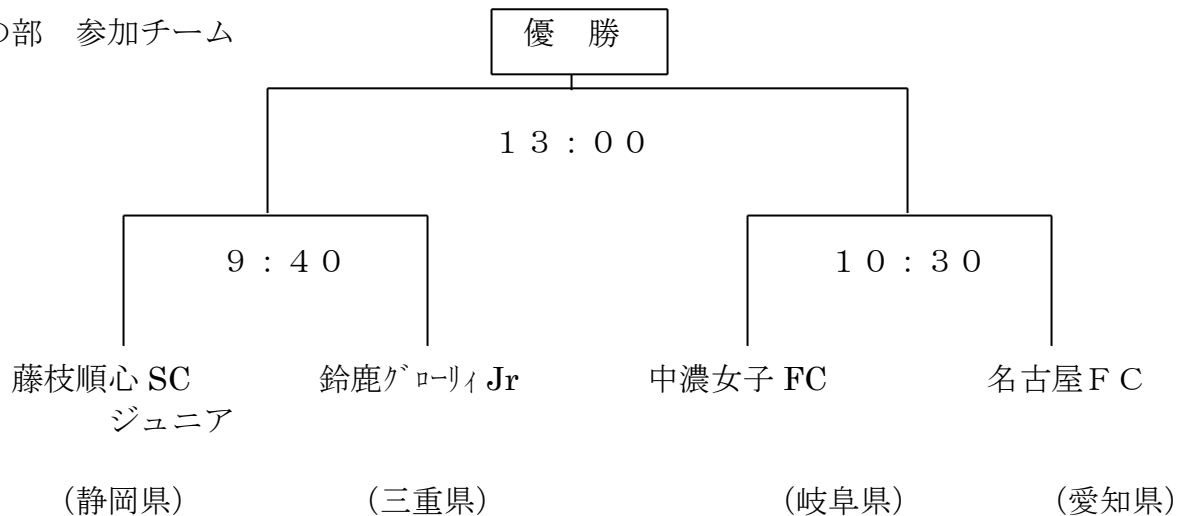 の部　参加チーム
優　勝
１３：００
９：４０
１０：３０
藤枝順心 SC
ジュニア
鈴鹿ｸﾞﾛｰﾘｨ Jr
中濃女子 FC
名古屋ＦＣ
（静岡県）
（三重県）
（岐阜県）
（愛知県）